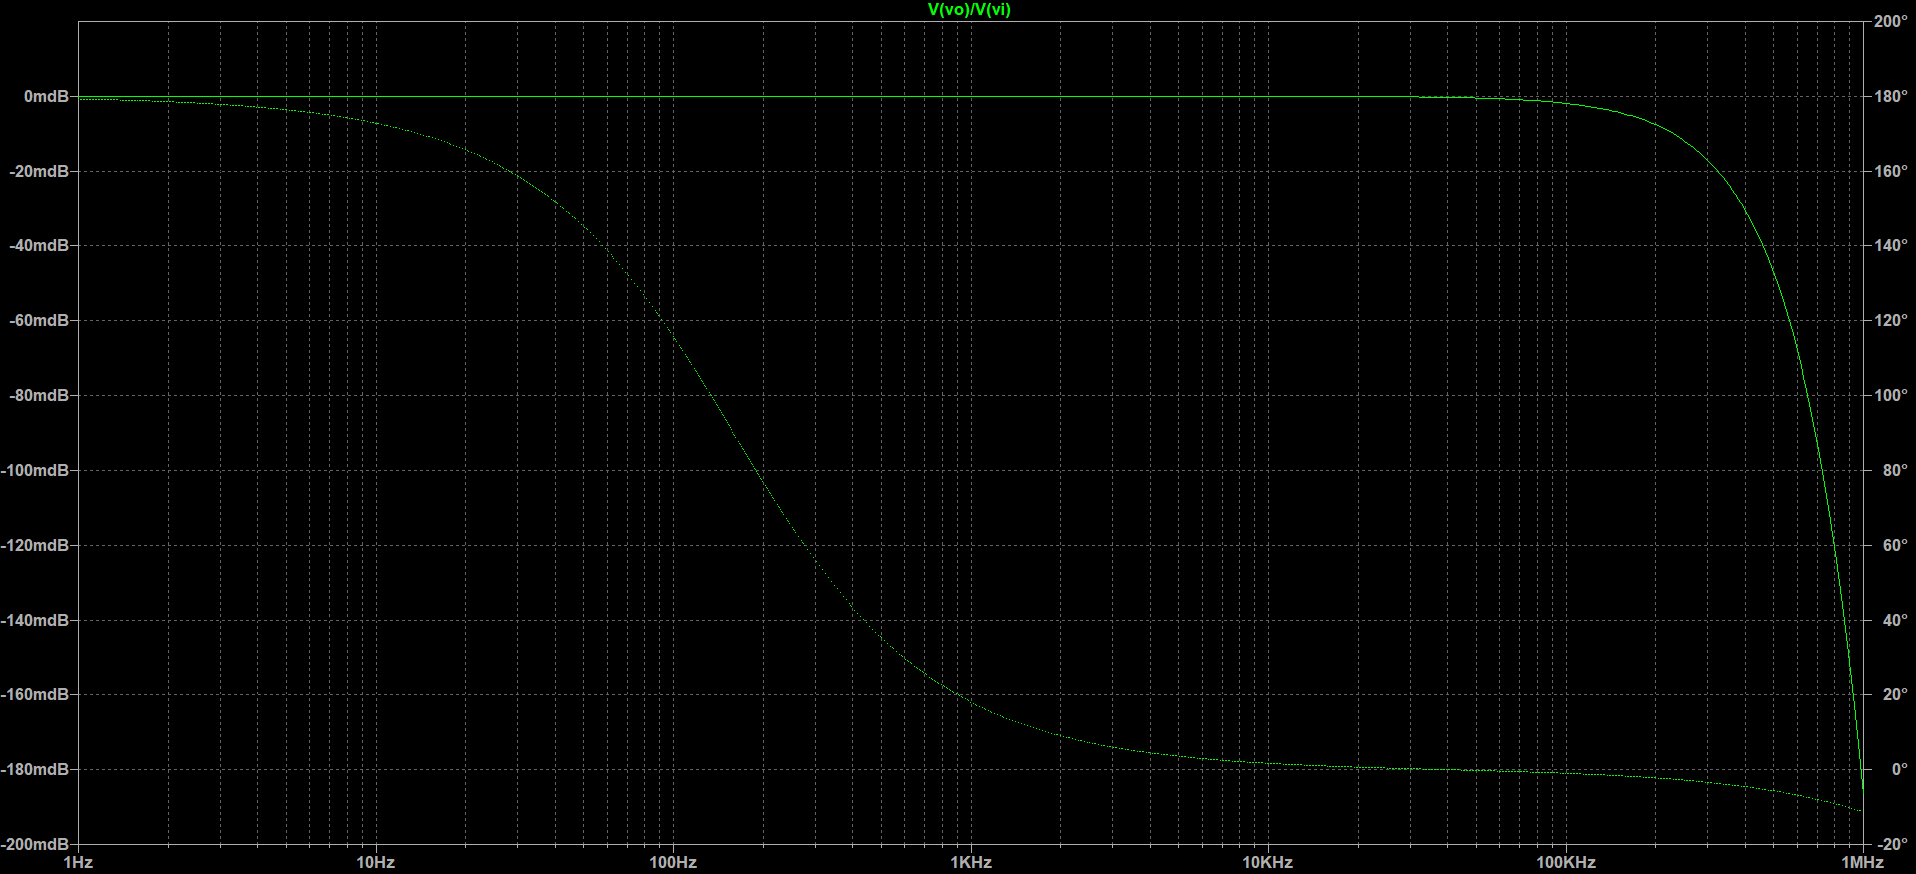 V(vo)/V(vi)
0mdB 200°
-20mdB 180°
-40mdB 160°
-60mdB 140°
-80mdB 120°
-100mdB 100°
-120mdB 80°
-140mdB 60°
-160mdB 40°
-180mdB 20°
-200mdB 0°
-20°
1Hz 10Hz 100Hz 1KHz 10KHz 100KHz 1MHz